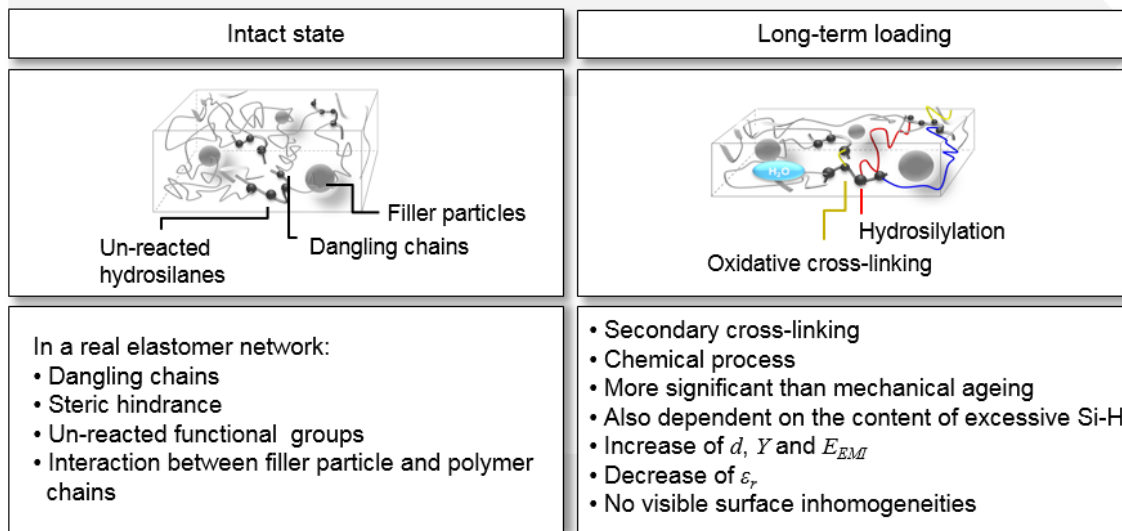 Intact state
Long-term loading
Filler particles
Un-reacted
hydrosilanes
Dangling chains
H₂O
Hydrosilylation
Oxidative cross-linking
In a real elastomer network:
• Dangling chains
• Steric hindrance
• Un-reacted functional groups
• Interaction between filler particle and polymer
chains
• Secondary cross-linking
• Chemical process
• More significant than mechanical ageing
• Also dependent on the content of excessive Si-H
• Increase of d, Y and E_EMI
• Decrease of ε_r
• No visible surface inhomogeneities